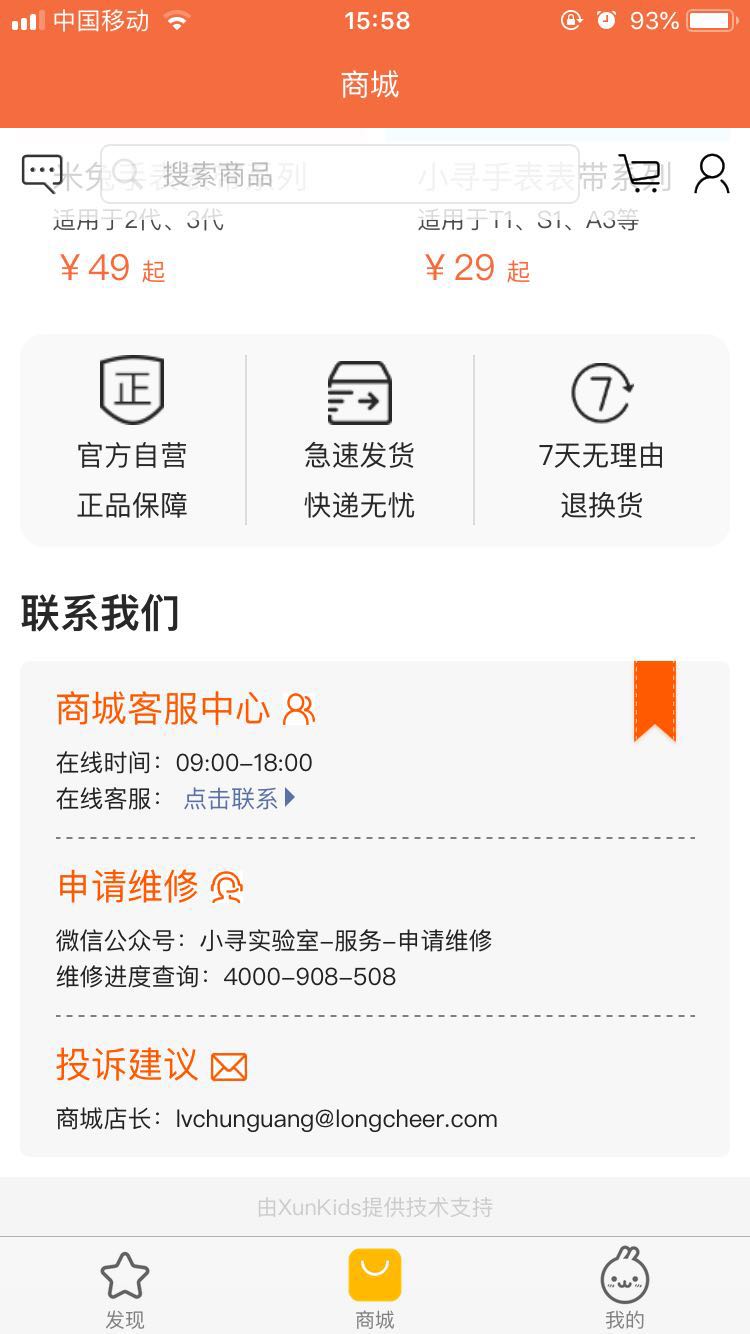 中国移动 15:58 93%
商城
搜索商品
小寻手表表带系列
适用于2代、3代 适用于T1、S1、A3等
￥49 起 ￥29 起
正 7
官方自营 急速发货 7天无理由
正品保障 快递无忧 退换货
联系我们
商城客服中心
在线时间：09:00–18:00
在线客服： 点击联系
申请维修
微信公众号：小寻实验室–服务–申请维修
维修进度查询：4000–908–508
投诉建议
商城店长：lvchunguang@longcheer.com
由XunKids提供技术支持
发现 商城 我的